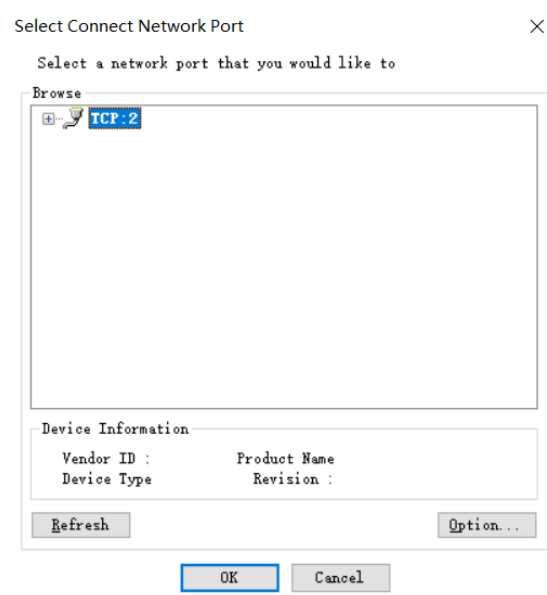 Select Connect Network Port
Select a network port that you would like to
Browse
TCP:2
Device Information
Vendor ID : Product Name
Device Type Revision :
Refresh Option...
OK Cancel